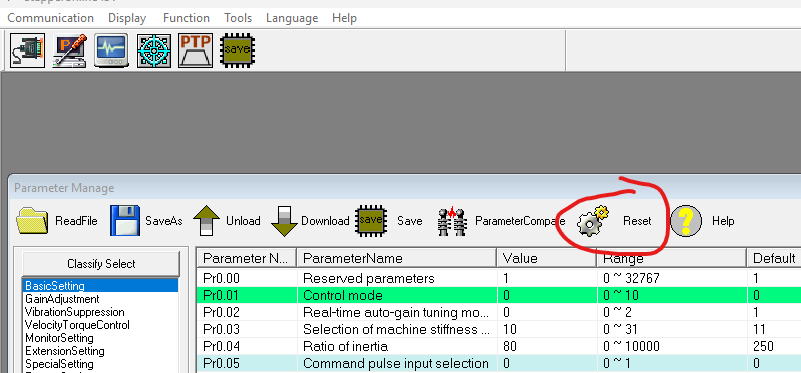 Communication Display Function Tools Language Help
PTP save
Parameter Manage
ReadFile SaveAs Unload Download save Save ParameterCompare Reset ? Help
Classify Select
BasicSetting
GainAdjustment
VibrationSuppression
VelocityTorqueControl
MonitorSetting
ExtensionSetting
SpecialSetting
Parameter N... ParameterName Value Range Default
Pr0.00 Reserved parameters 1 0 ~ 32767 1
Pr0.01 Control mode 0 0 ~ 10 0
Pr0.02 Real-time auto-gain tuning mo... 0 0 ~ 2 1
Pr0.03 Selection of machine stiffness ... 10 0 ~ 31 11
Pr0.04 Ratio of inertia 80 0 ~ 10000 250
Pr0.05 Command pulse input selection 0 0 ~ 1 0